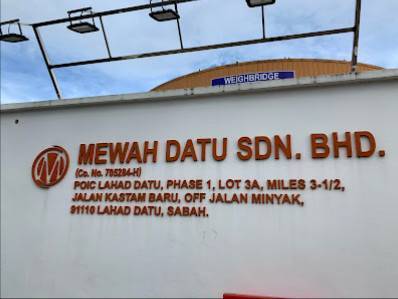 WEIGHBRIDGE
MEWAH DATU SDN. BHD.
(Co. No. 785284-H)
POIC LAHAD DATU, PHASE 1, LOT 3A, MILES 3-1/2,
JALAN KASTAM BARU, OFF JALAN MINYAK,
91110 LAHAD DATU, SABAH.